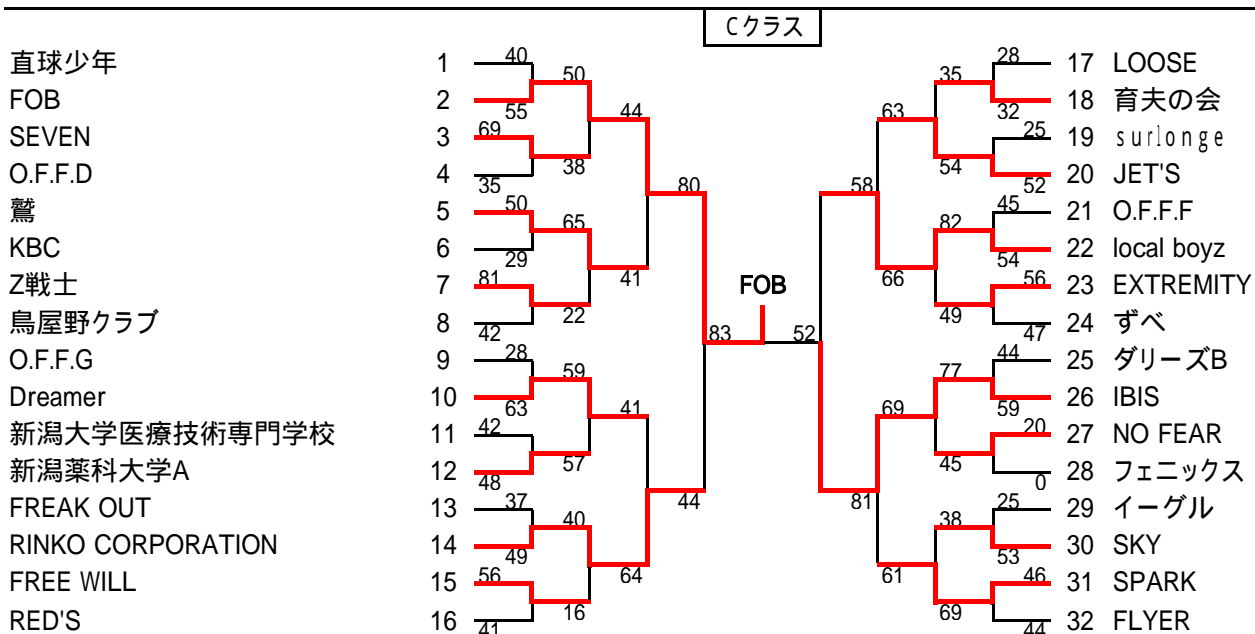 Cクラス
直球少年 1 40
FOB 2 55
SEVEN 3 69
O.F.F.D 4 35
鷲 5 50
KBC 6 29
Z戦士 7 81
鳥屋野クラブ 8 42
O.F.F.G 9 28
Dreamer 10 63
新潟大学医療技術専門学校 11 42
新潟薬科大学A 12 48
FREAK OUT 13 37
RINKO CORPORATION 14 49
FREE WILL 15 56
RED'S 16 41
50
38
65
22
59
57
40
16
44
41
41
64
80
44
83
FOB
52
58
81
63
66
69
61
35
54
82
49
77
45
38
69
28 17 LOOSE
32 18 育夫の会
25 19 surlonge
52 20 JET'S
45 21 O.F.F.F
54 22 local boyz
56 23 EXTREMITY
47 24 ずべ
44 25 ダリーズB
59 26 IBIS
20 27 NO FEAR
0 28 フェニックス
25 29 イーグル
53 30 SKY
46 31 SPARK
44 32 FLYER